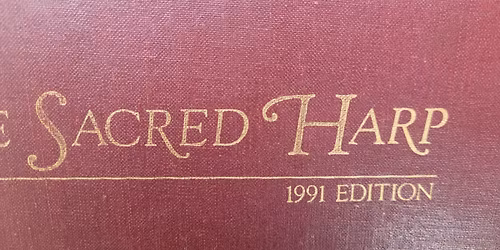 E SACRED HARP
1991 EDITION